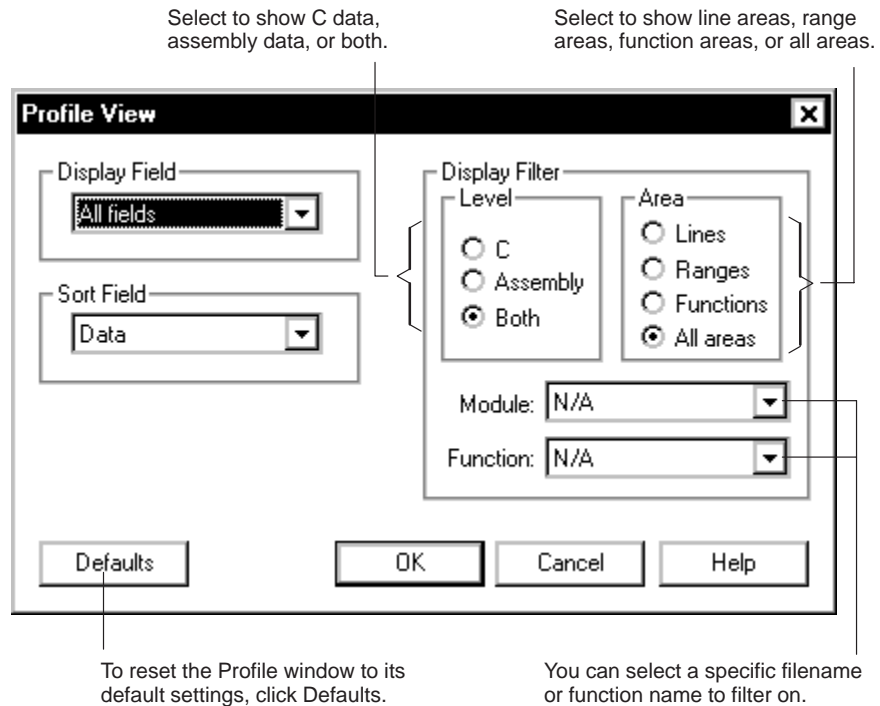 Select to show C data,
assembly data, or both.
Select to show line areas, range
areas, function areas, or all areas.
Profile View
Display Field
All fields
Sort Field
Data
Display Filter
Level
C
Assembly
Both
Area
Lines
Ranges
Functions
All areas
Module: N/A
Function: N/A
Defaults
OK
Cancel
Help
To reset the Profile window to its
default settings, click Defaults.
You can select a specific filename
or function name to filter on.